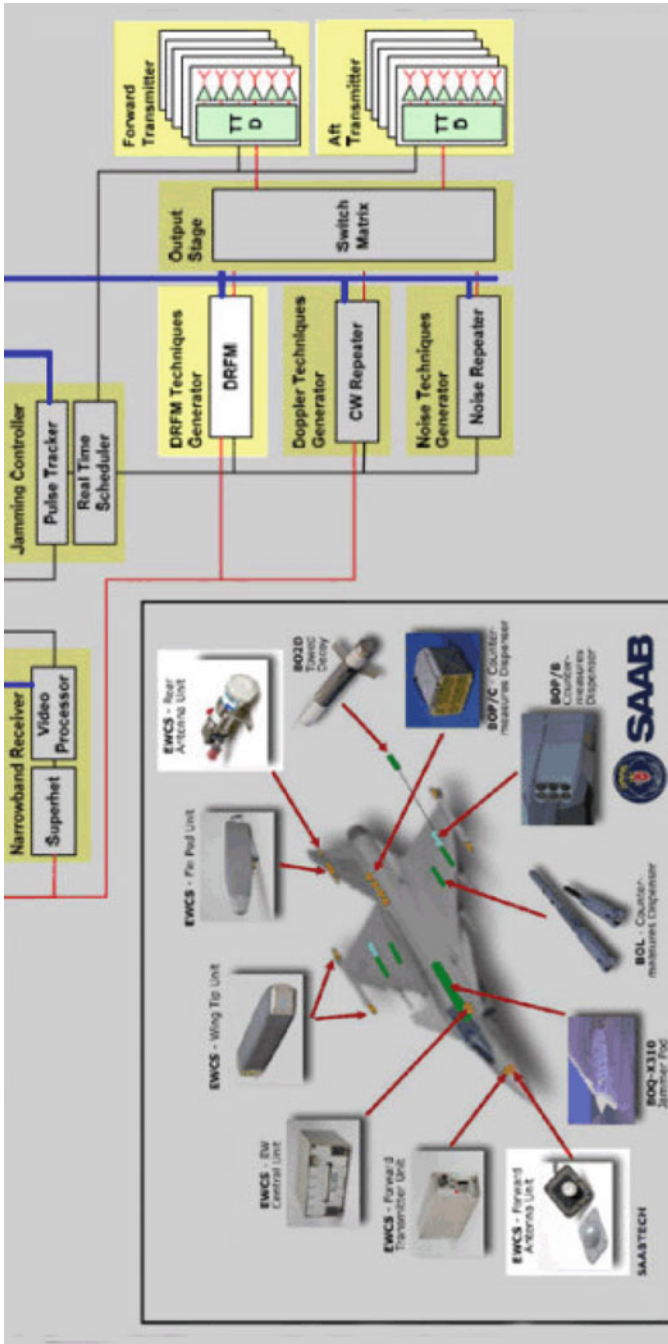 Narrowband Receiver
Superhet
Video
Processor
Jamming Controller
Pulse Tracker
Real Time
Scheduler
DRFM Techniques
Generator
DRFM
Doppler Techniques
Generator
CW Repeater
Noise Techniques
Generator
Noise Repeater
Output
Stage
Switch
Matrix
Forward
Transmitter
TT
D
Aft
Transmitter
TT
D
EWCS - EW
Central Unit
EWCS - Wing Tip Unit
EWCS - Fin Pod Unit
EWCS - Rear
Antenna Unit
BO2D
Towed
Decoy
BOP/C - Counter-
measures Dispenser
BOP/B
Counter-
measures
Dispenser
EWCS - Forward
Transmitter Unit
EWCS - Forward
Antenna Unit
BOQ-X310
Jammer Pod
BOL - Counter-
measures Dispenser
SAABTECH
SAAB